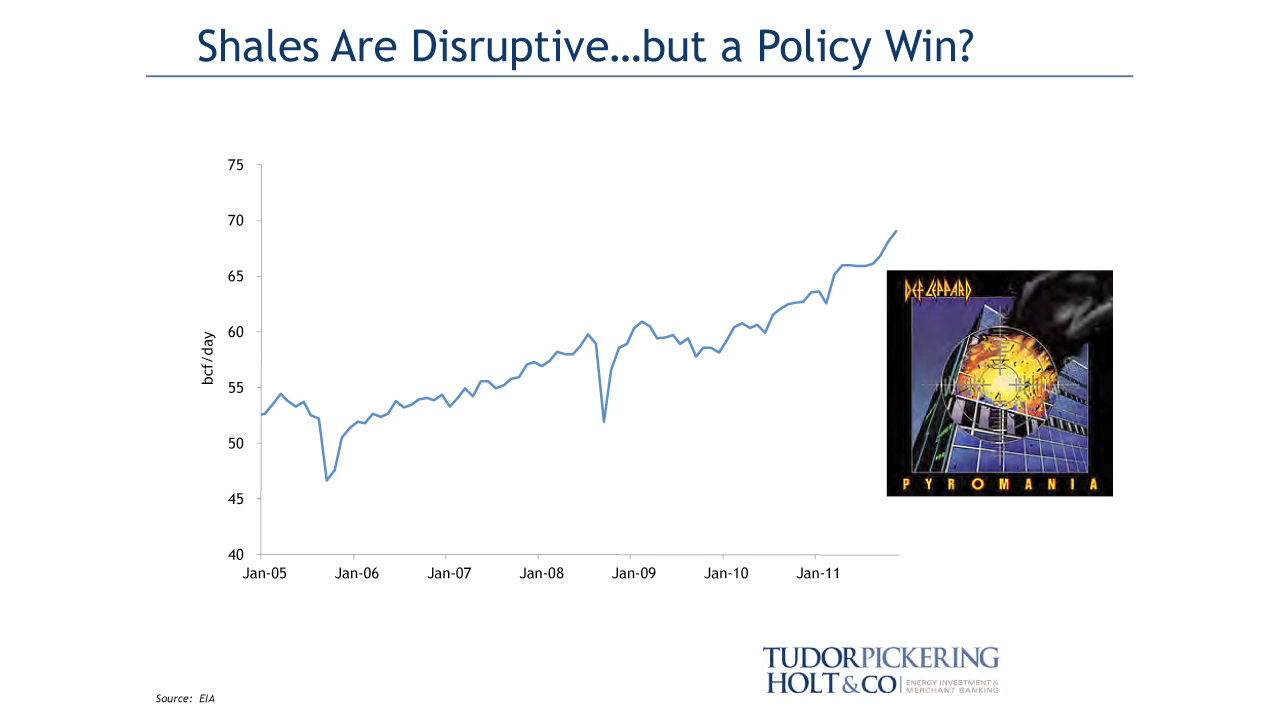 Shales Are Disruptive…but a Policy Win?
75
70
65
60
55
50
45
40
bcf/day
Jan-05 Jan-06 Jan-07 Jan-08 Jan-09 Jan-10 Jan-11
DEF LEPPARD
PYROMANIA
TUDORPICKERING
HOLT&CO ENERGY INVESTMENT &
MERCHANT BANKING
Source: EIA